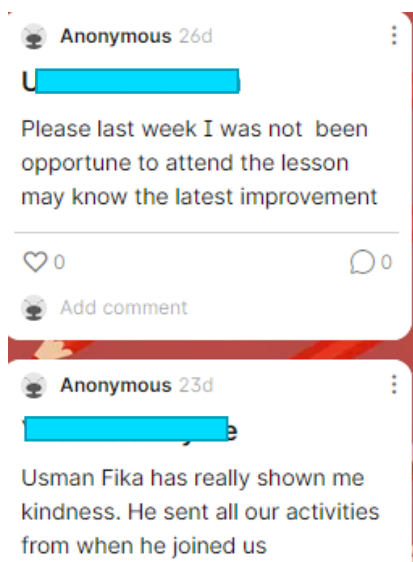 Anonymous 26d
Please last week I was not been
opportune to attend the lesson
may know the latest improvement
0 0
Add comment
Anonymous 23d
Usman Fika has really shown me
kindness. He sent all our activities
from when he joined us